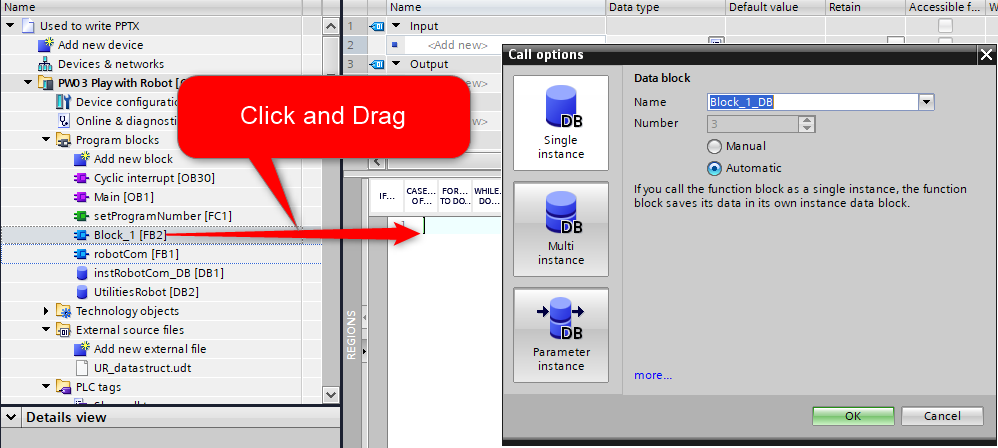 Name
Used to write PPTX
Add new device
Devices & networks
PW03 Play with Robot [
Device configuratio
Online & diagnosti
Program blocks
Add new block
Cyclic interrupt [OB30]
Main [OB1]
setProgramNumber [FC1]
Block_1 [FB2]
robotCom [FB1]
instRobotCom_DB [DB1]
UtilitiesRobot [DB2]
Technology objects
External source files
Add new external file
UR_datastruct.udt
PLC tags
Details view
Click and Drag
Name Data type Default value Retain Accessible f... W
1 Input
2 <Add new>
3 Output
IF... CASE... OF... FOR... TO DO... WHILE... DO...
1
REGIONS
Call options
Single instance
DB
Multi instance
DB
Parameter instance
DB
Data block
Name Block_1_DB
Number 3
Manual
Automatic
If you call the function block as a single instance, the function
block saves its data in its own instance data block.
more...
OK Cancel